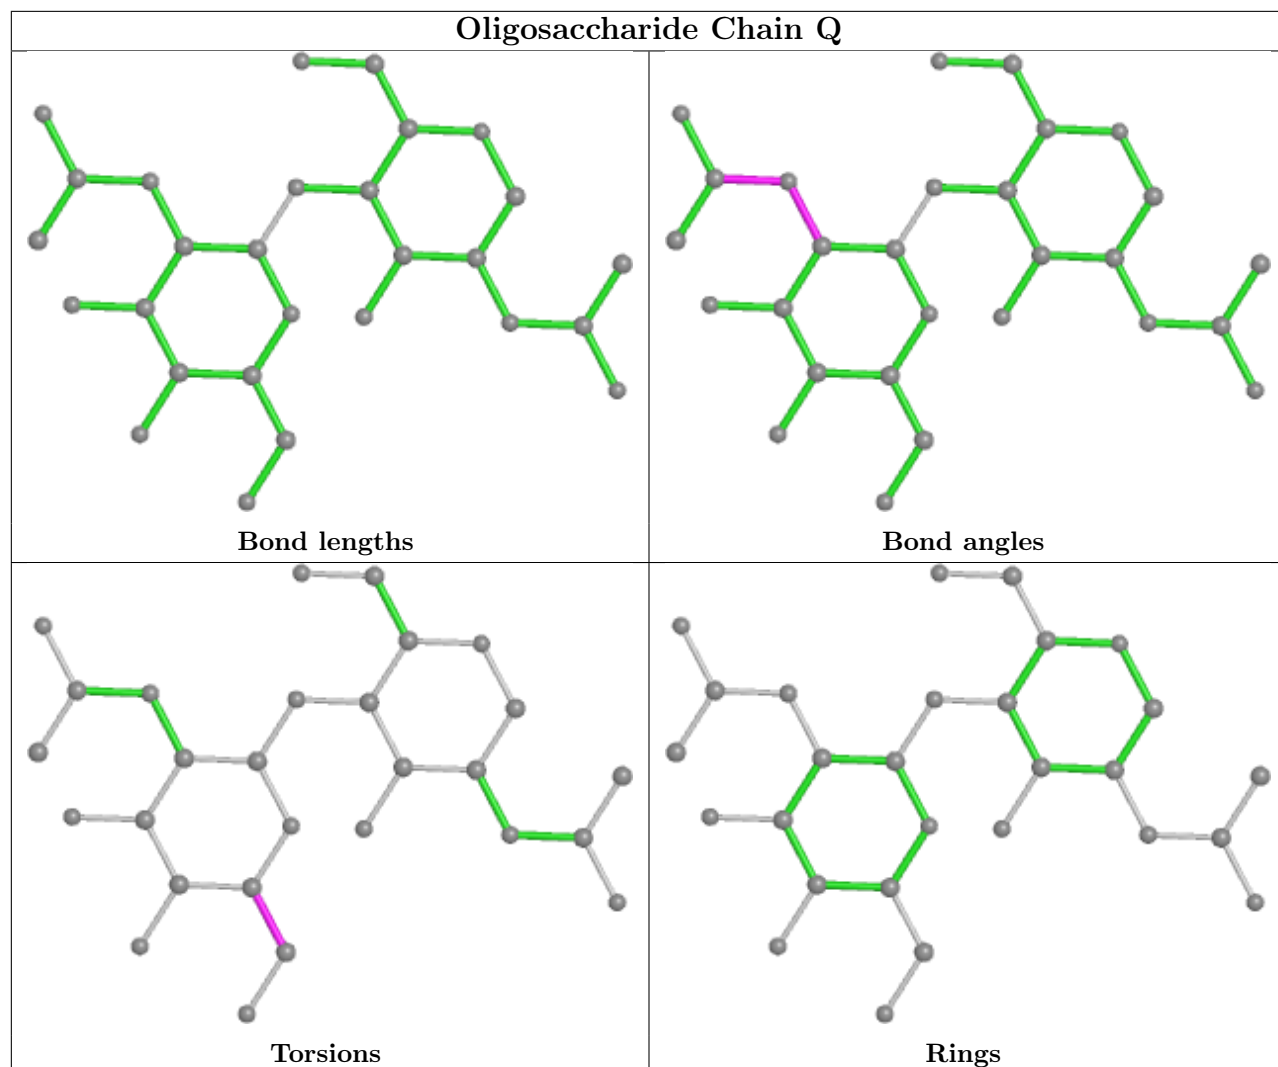 Oligosaccharide Chain Q
Bond lengths
Bond angles
Torsions
Rings